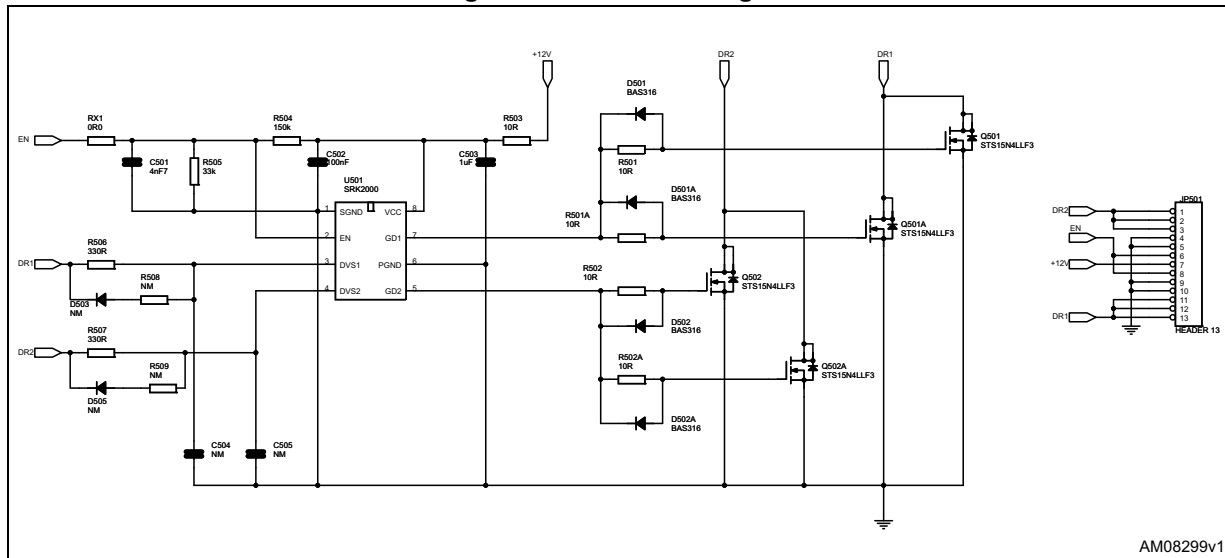 +12V
DR2
DR1
D501
BAS316
EN
RX1
0R0
R504
150k
R503
10R
C501
4nF7
R505
33k
C502
100nF
C503
1uF
R501
10R
Q501
STS15N4LLF3
U501
SRK2000
1 SGND VCC 8
2 EN GD1 7
3 DVS1 PGND 6
4 DVS2 GD2 5
D501A
BAS316
R501A
10R
Q501A
STS15N4LLF3
DR1
R506
330R
R508
NM
D503
NM
R502
10R
Q502
STS15N4LLF3
D502
BAS316
DR2
R507
330R
R509
NM
D505
NM
R502A
10R
Q502A
STS15N4LLF3
D502A
BAS316
C504
NM
C505
NM
JP501
DR2
EN
+12V
DR1
1
2
3
4
5
6
7
8
9
10
11
12
13
HEADER 13
AM08299v1